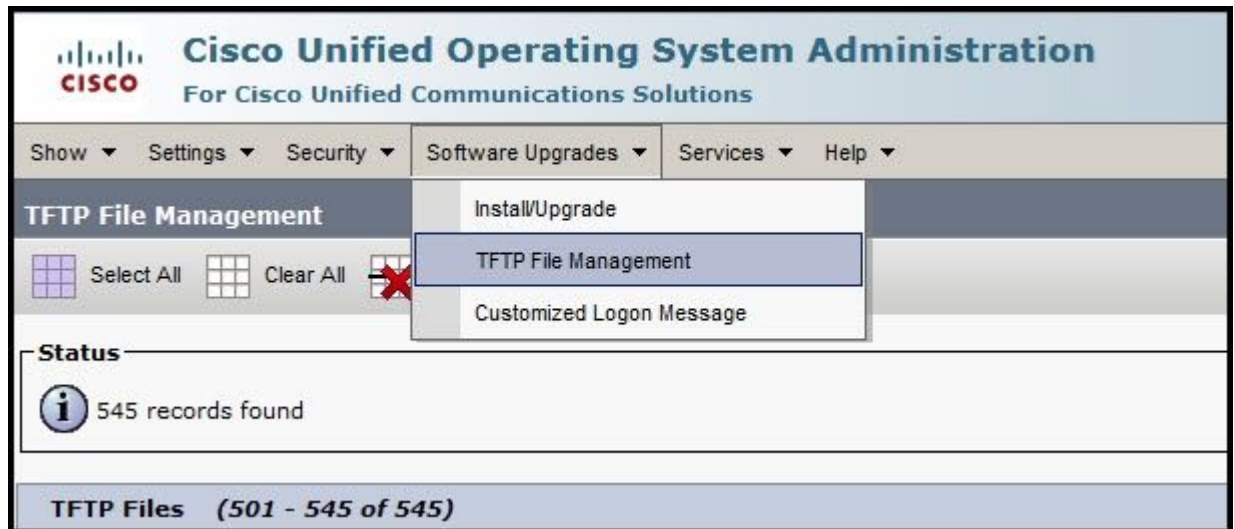 CISCO
Cisco Unified Operating System Administration
For Cisco Unified Communications Solutions
Show Settings Security Software Upgrades Services Help
Install/Upgrade
TFTP File Management
Customized Logon Message
TFTP File Management
Select All Clear All
Status
545 records found
TFTP Files (501 - 545 of 545)